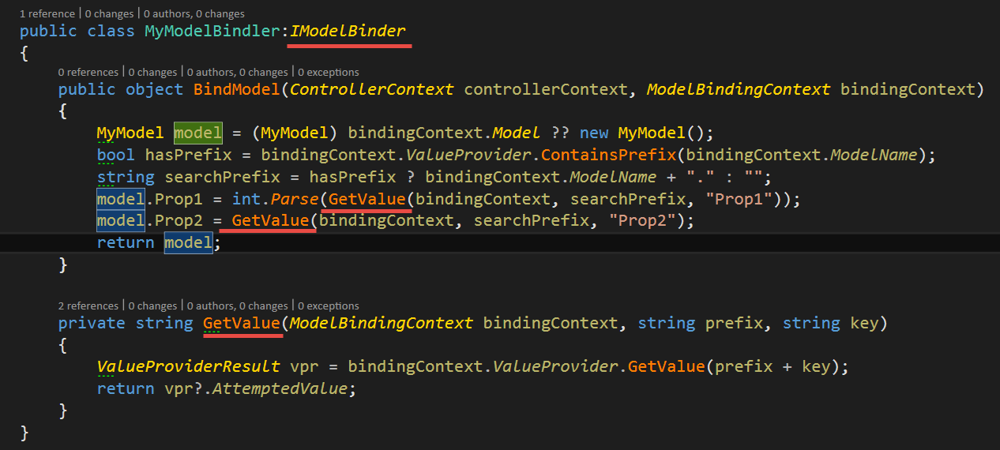 1 reference | 0 changes | 0 authors, 0 changes
public class MyModelBindler:IModelBinder
{
0 references | 0 changes | 0 authors, 0 changes | 0 exceptions
public object BindModel(ControllerContext controllerContext, ModelBindingContext bindingContext)
{
MyModel model = (MyModel) bindingContext.Model ?? new MyModel();
bool hasPrefix = bindingContext.ValueProvider.ContainsPrefix(bindingContext.ModelName);
string searchPrefix = hasPrefix ? bindingContext.ModelName + "." : "";
model.Prop1 = int.Parse(GetValue(bindingContext, searchPrefix, "Prop1"));
model.Prop2 = GetValue(bindingContext, searchPrefix, "Prop2");
return model;
}
2 references | 0 changes | 0 authors, 0 changes | 0 exceptions
private string GetValue(ModelBindingContext bindingContext, string prefix, string key)
{
ValueProviderResult vpr = bindingContext.ValueProvider.GetValue(prefix + key);
return vpr?.AttemptedValue;
}
}